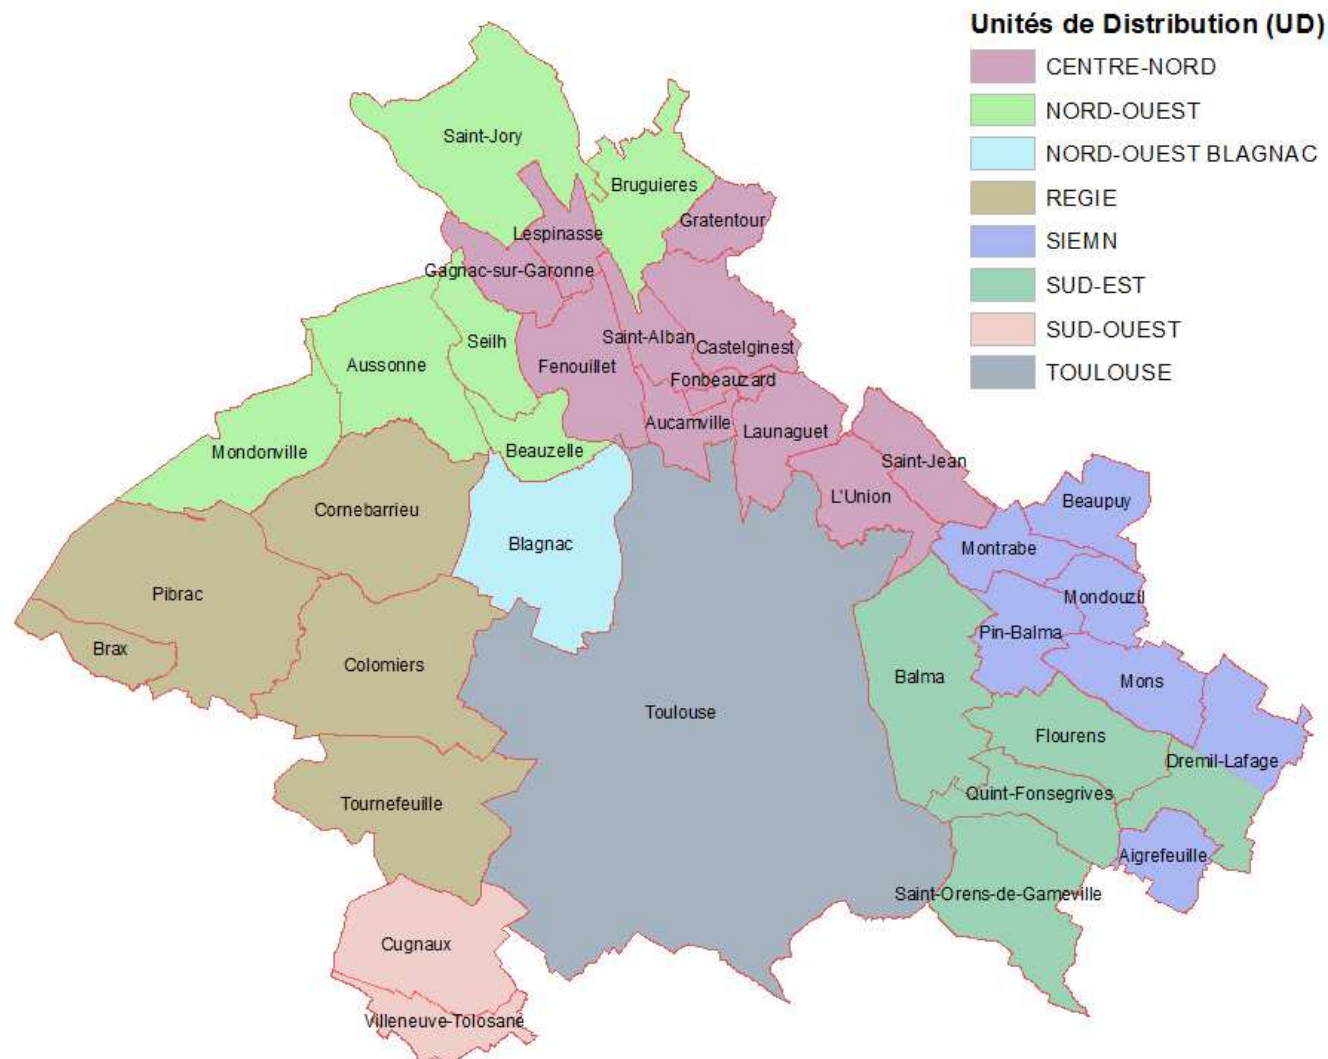 Unités de Distribution (UD)
CENTRE-NORD
NORD-OUEST
NORD-OUEST BLAGNAC
REGIE
SIEMN
SUD-EST
SUD-OUEST
TOULOUSE
Saint-Jory
Bruguieres
Gratentour
Lespinasse
Gagnac-sur-Garonne
Seilh
Saint-Alban
Castelginest
Aussonne
Fenouillet
Fonbeauzard
Aucamville
Launaguet
Mondonville
Beauzelle
Saint-Jean
L'Union
Beaupuy
Cornebarrieu
Blagnac
Montrabe
Pibrac
Mondouzil
Pin-Balma
Brax
Colomiers
Balma
Mons
Toulouse
Flourens
Dremil-Lafage
Quint-Fonsegrives
Tournefeuille
Aigrefeuille
Saint-Orens-de-Gameville
Cugnaux
Villeneuve-Tolosane